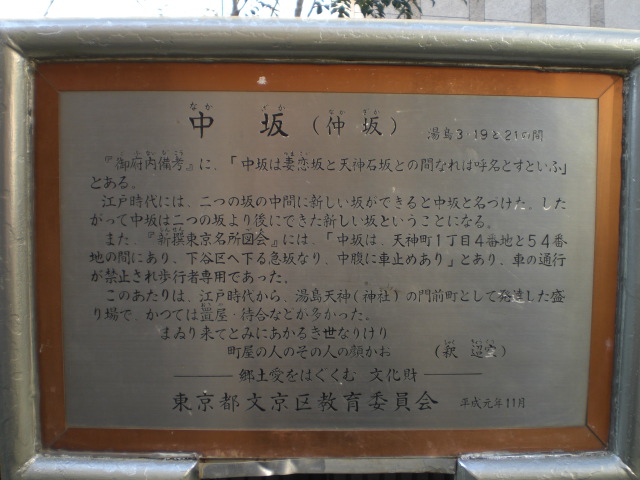 中坂（仲坂） 湯島3・19と21の間
『御府内備考』に、「中坂は妻恋坂と天神石坂との間なれは呼名とすといふ」
とある。
江戸時代には、二つの坂の中間に新しい坂ができると中坂と名づけた。した
がって中坂は二つの坂より後にできた新しい坂ということになる。
また、『新撰東京名所図会』には、「中坂は、天神町1丁目4番地と54番
地の間にあり、下谷区へ下る急坂なり、中腹に車止めあり」とあり、車の通行
が禁止され歩行者専用であった。
このあたりは、江戸時代から、湯島天神（神社）の門前町として発達した盛
り場で、かつては置屋・待合などか多かった。
まゐり来てとみにあかるき世なりけり
町屋の人のその人の顔かお （釈 迢空）
郷土愛をはぐくむ 文化財
東京都文京区教育委員会 平成元年11月